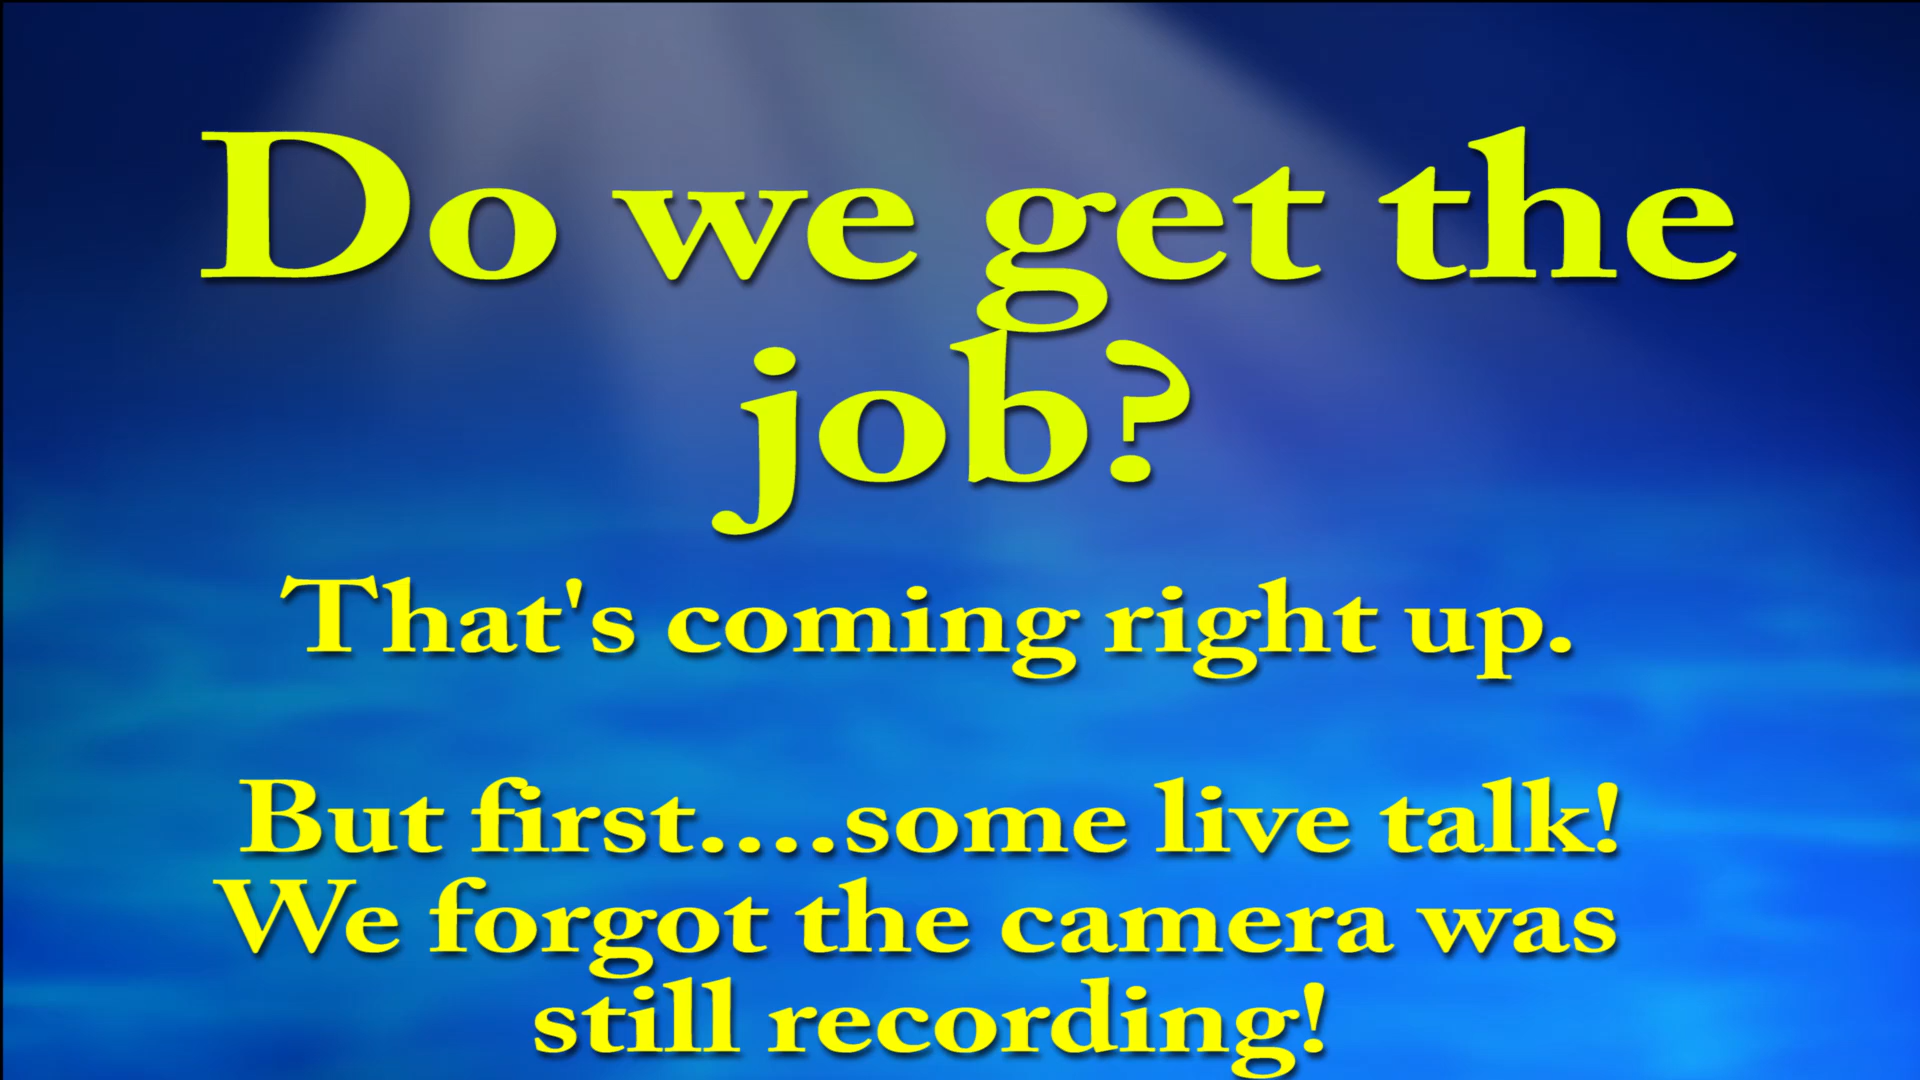 Do we get the
job?
That's coming right up.
But first....some live talk!
We forgot the camera was
still recording!